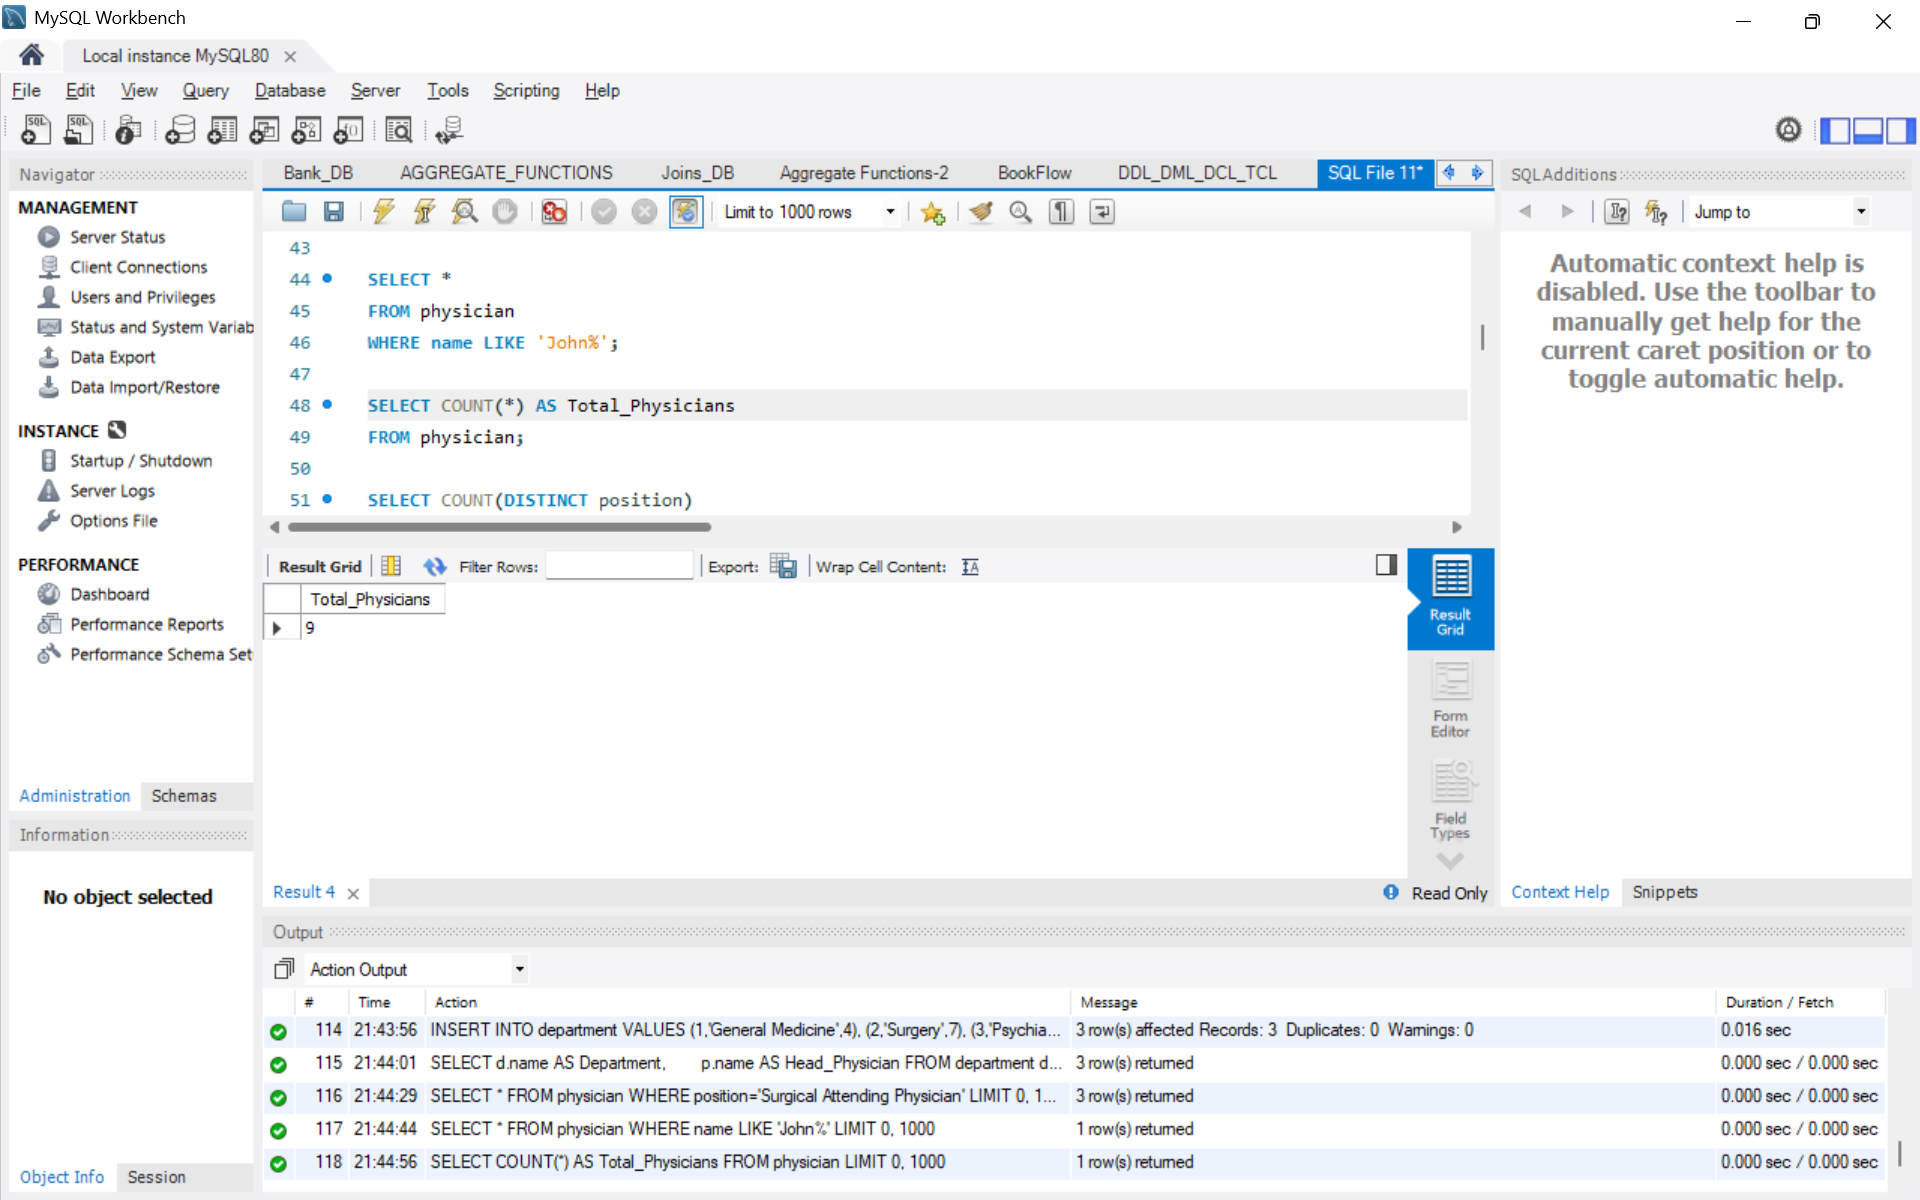 MySQL Workbench
Local instance MySQL80
File Edit View Query Database Server Tools Scripting Help
Navigator
MANAGEMENT
Server Status
Client Connections
Users and Privileges
Status and System Variab
Data Export
Data Import/Restore
INSTANCE
Startup / Shutdown
Server Logs
Options File
PERFORMANCE
Dashboard
Performance Reports
Performance Schema Set
Administration Schemas
Information
No object selected
Object Info Session
Bank_DB AGGREGATE_FUNCTIONS Joins_DB Aggregate Functions-2 BookFlow DDL_DML_DCL_TCL SQL File 11*
Limit to 1000 rows
43
44 SELECT *
45 FROM physician
46 WHERE name LIKE 'John%';
47
48 SELECT COUNT(*) AS Total_Physicians
49 FROM physician;
50
51 SELECT COUNT(DISTINCT position)
Result Grid Filter Rows: Export: Wrap Cell Content:
Total_Physicians
9
Result Grid
Form Editor
Field Types
Result 4
Read Only
SQLAdditions
Jump to
Automatic context help is
disabled. Use the toolbar to
manually get help for the
current caret position or to
toggle automatic help.
Context Help Snippets
Output
Action Output
# Time Action Message Duration / Fetch
114 21:43:56 INSERT INTO department VALUES (1,'General Medicine',4), (2,'Surgery',7), (3,'Psychia... 3 row(s) affected Records: 3 Duplicates: 0 Warnings: 0 0.016 sec
115 21:44:01 SELECT d.name AS Department, p.name AS Head_Physician FROM department d... 3 row(s) returned 0.000 sec / 0.000 sec
116 21:44:29 SELECT * FROM physician WHERE position='Surgical Attending Physician' LIMIT 0, 1... 3 row(s) returned 0.000 sec / 0.000 sec
117 21:44:44 SELECT * FROM physician WHERE name LIKE 'John%' LIMIT 0, 1000 1 row(s) returned 0.000 sec / 0.000 sec
118 21:44:56 SELECT COUNT(*) AS Total_Physicians FROM physician LIMIT 0, 1000 1 row(s) returned 0.000 sec / 0.000 sec